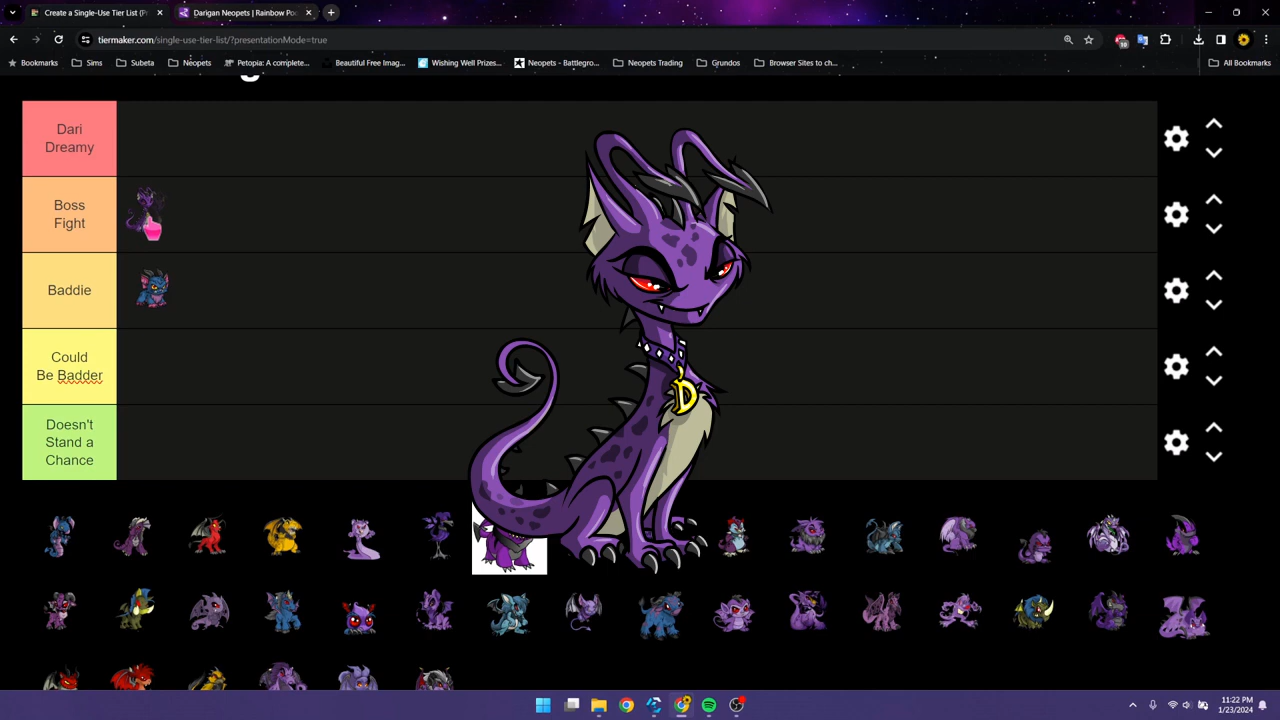 Create a Single-Use Tier List (P
Darigan Neopets | Rainbow Poo
tiermaker.com/single-use-tier-list/?presentationMode=true
10
Bookmarks Sims Subeta Neopets Petopia: A complete... Beautiful Free Imag... Wishing Well Prizes... Neopets - Battlegro... Neopets Trading Grundos Browser Sites to ch... All Bookmarks
Dari
Dreamy
Boss
Fight
Baddie
Could
Be Badder
Doesn't
Stand a
Chance
D
11:22 PM
1/23/2024